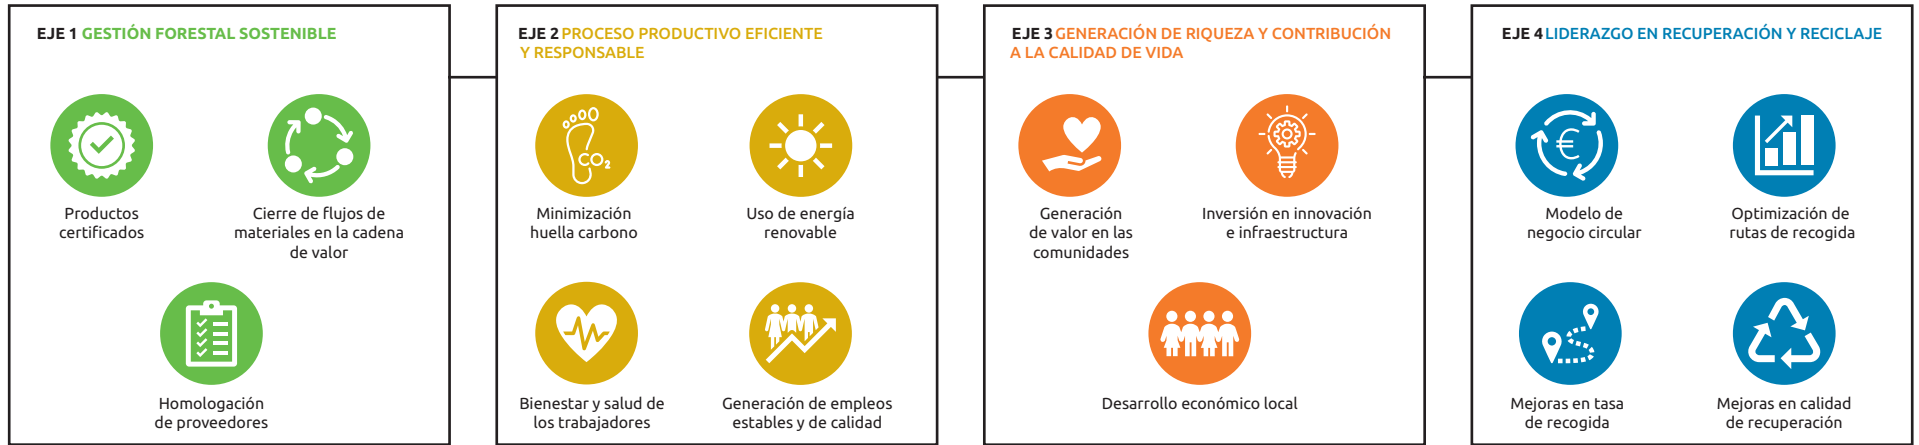 EJE 1 GESTIÓN FORESTAL SOSTENIBLE
Productos
certificados
Cierre de flujos de
materiales en la cadena
de valor
Homologación
de proveedores
EJE 2 PROCESO PRODUCTIVO EFICIENTE
Y RESPONSABLE
CO₂
Minimización
huella carbono
Uso de energía
renovable
Bienestar y salud de
los trabajadores
Generación de empleos
estables y de calidad
EJE 3 GENERACIÓN DE RIQUEZA Y CONTRIBUCIÓN
A LA CALIDAD DE VIDA
Generación
de valor en las
comunidades
Inversión en innovación
e infraestructura
Desarrollo económico local
EJE 4 LIDERAZGO EN RECUPERACIÓN Y RECICLAJE
€
Modelo de
negocio circular
Optimización de
rutas de recogida
Mejoras en tasa
de recogida
Mejoras en calidad
de recuperación